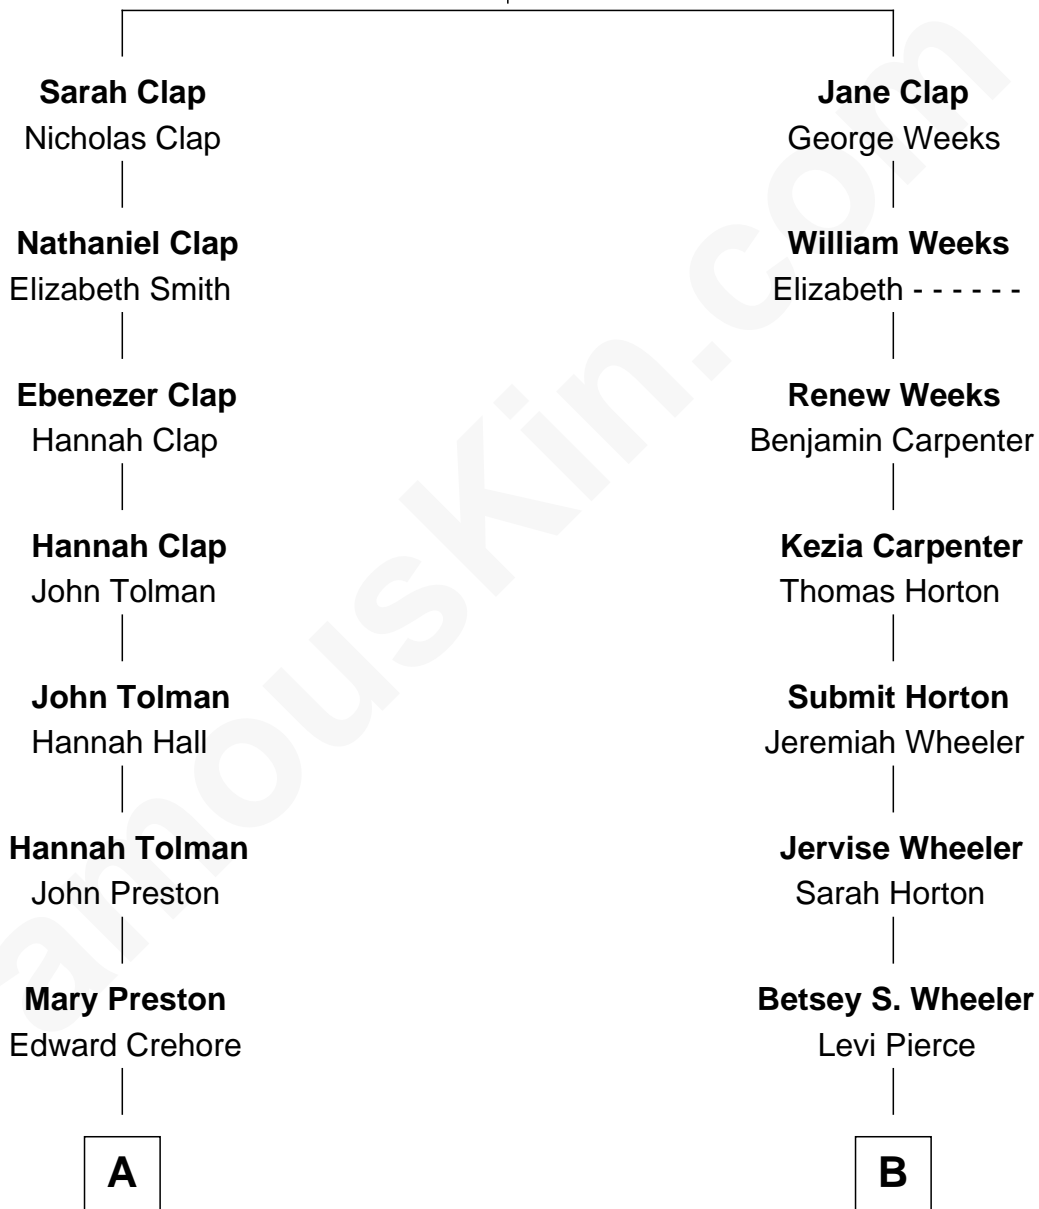 Sarah Clap
Nicholas Clap
Nathaniel Clap
Elizabeth Smith
Ebenezer Clap
Hannah Clap
Hannah Clap
John Tolman
John Tolman
Hannah Hall
Hannah Tolman
John Preston
Mary Preston
Edward Crehore
A
Jane Clap
George Weeks
William Weeks
Elizabeth - - - - - -
Renew Weeks
Benjamin Carpenter
Kezia Carpenter
Thomas Horton
Submit Horton
Jeremiah Wheeler
Jervise Wheeler
Sarah Horton
Betsey S. Wheeler
Levi Pierce
B
amouskin.com